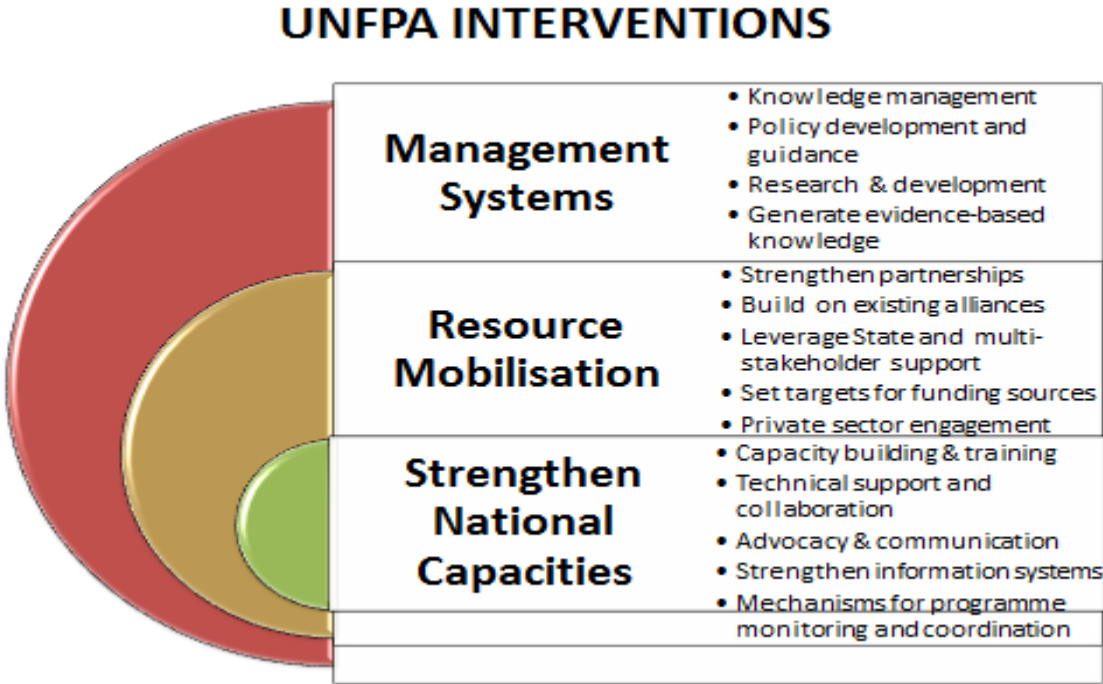 UNFPA INTERVENTIONS
Management
Systems
• Knowledge management
• Policy development and
guidance
• Research & development
• Generate evidence-based
knowledge
Resource
Mobilisation
• Strengthen partnerships
• Build on existing alliances
• Leverage State and multi-
stakeholder support
• Set targets for funding sources
• Private sector engagement
Strengthen
National
Capacities
• Capacity building & training
• Technical support and
collaboration
• Advocacy & communication
• Strengthen information systems
• Mechanisms for programme
monitoring and coordination